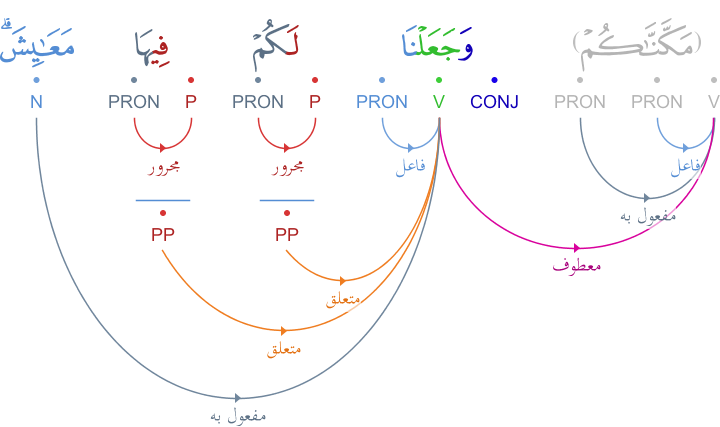 (مَكَّنَّـٰكُمْ) وَجَعَلْنَا لَكُمْ فِيهَا مَعَـٰيِشَ ۗ
V PRON PRON CONJ V PRON P PRON P PRON N
فاعل مجرور مجرور فاعل
مفعول به
PP PP
معطوف
متعلق
متعلق
مفعول به